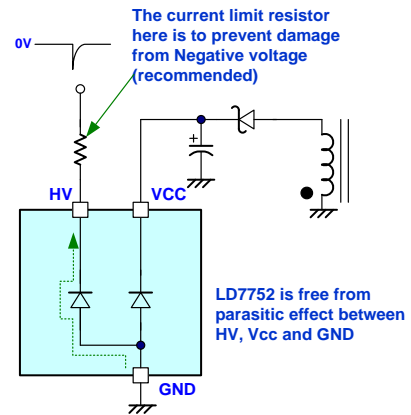 The current limit resistor
here is to prevent damage
from Negative voltage
(recommended)
0V
+
HV
VCC
LD7752 is free from
parasitic effect between
HV, Vcc and GND
GND